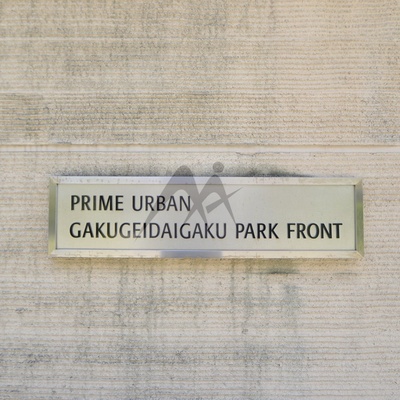 PRIME URBAN
GAKUGEIDAIGAKU PARK FRONT